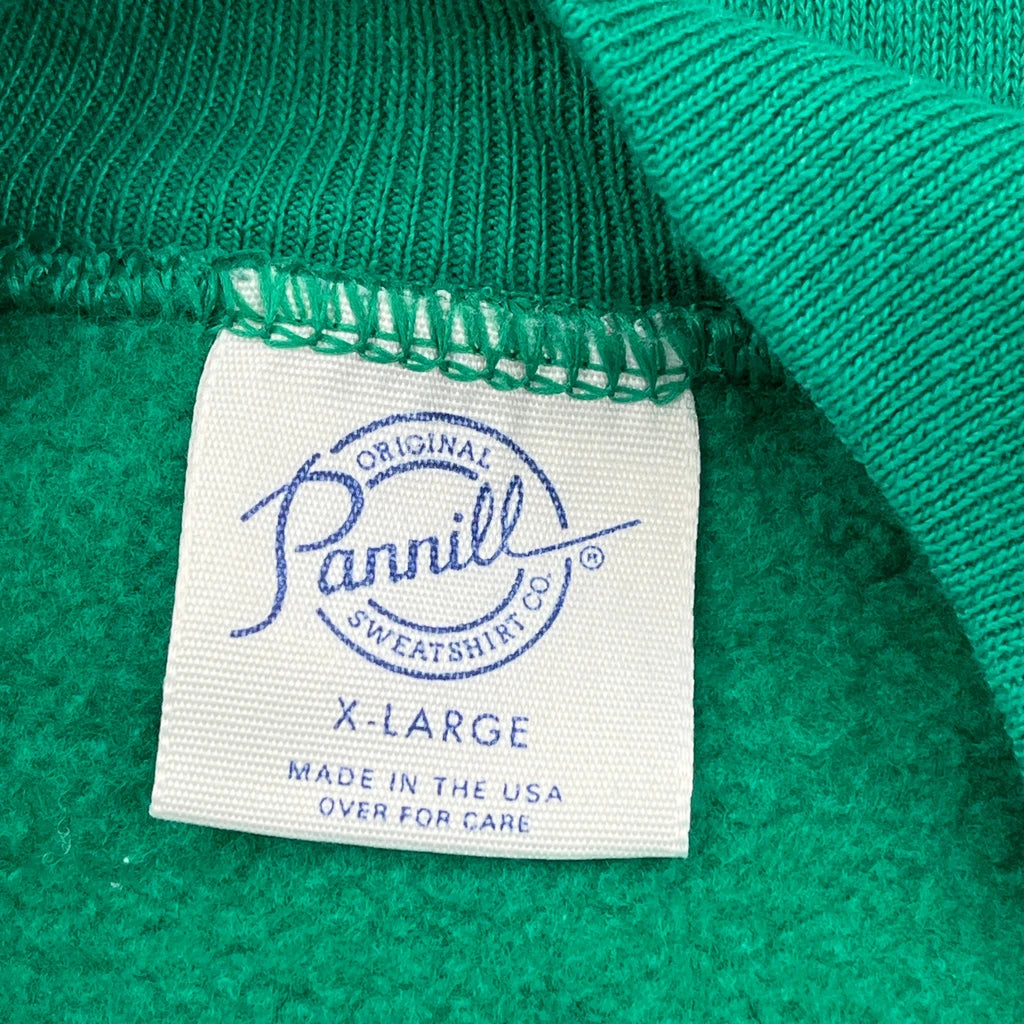 ORIGINAL
Pannill
®
SWEATSHIRT CO.
X-LARGE
MADE IN THE USA
OVER FOR CARE